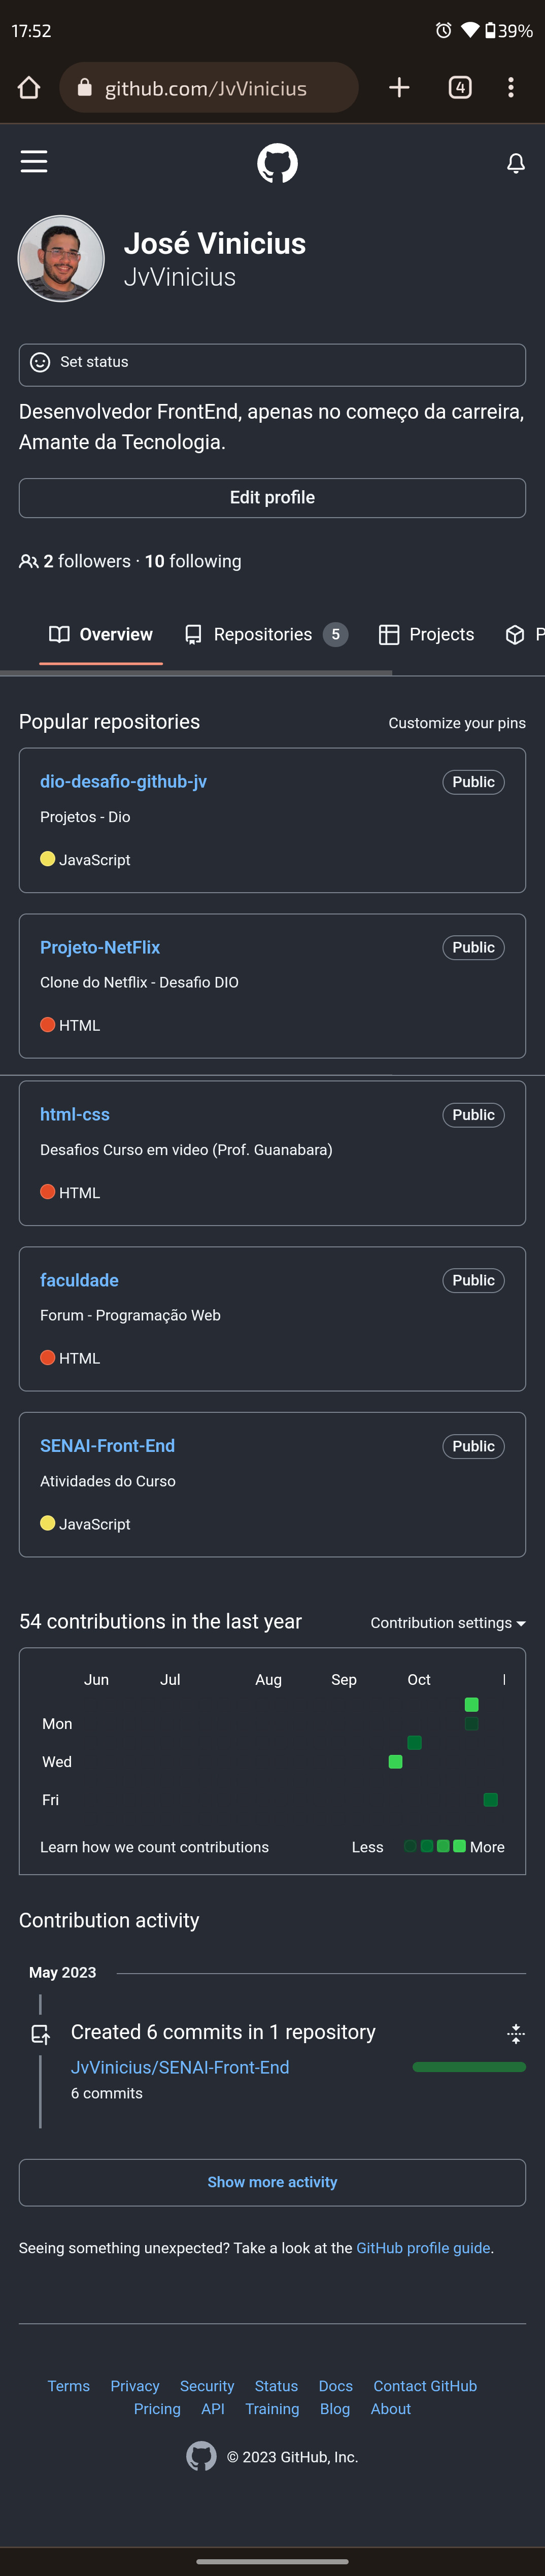 17:52
39%
github.com/JvVinicius
4
José Vinicius
JvVinicius
Set status
Desenvolvedor FrontEnd, apenas no começo da carreira,
Amante da Tecnologia.
Edit profile
2 followers · 10 following
Overview Repositories 5 Projects P
Popular repositories Customize your pins
dio-desafio-github-jv Public
Projetos - Dio
JavaScript
Projeto-NetFlix Public
Clone do Netflix - Desafio DIO
HTML
html-css Public
Desafios Curso em video (Prof. Guanabara)
HTML
faculdade Public
Forum - Programação Web
HTML
SENAI-Front-End Public
Atividades do Curso
JavaScript
54 contributions in the last year Contribution settings
Jun Jul Aug Sep Oct
Mon
Wed
Fri
Learn how we count contributions Less More
Contribution activity
May 2023
Created 6 commits in 1 repository
JvVinicius/SENAI-Front-End
6 commits
Show more activity
Seeing something unexpected? Take a look at the GitHub profile guide.
Terms Privacy Security Status Docs Contact GitHub
Pricing API Training Blog About
© 2023 GitHub, Inc.